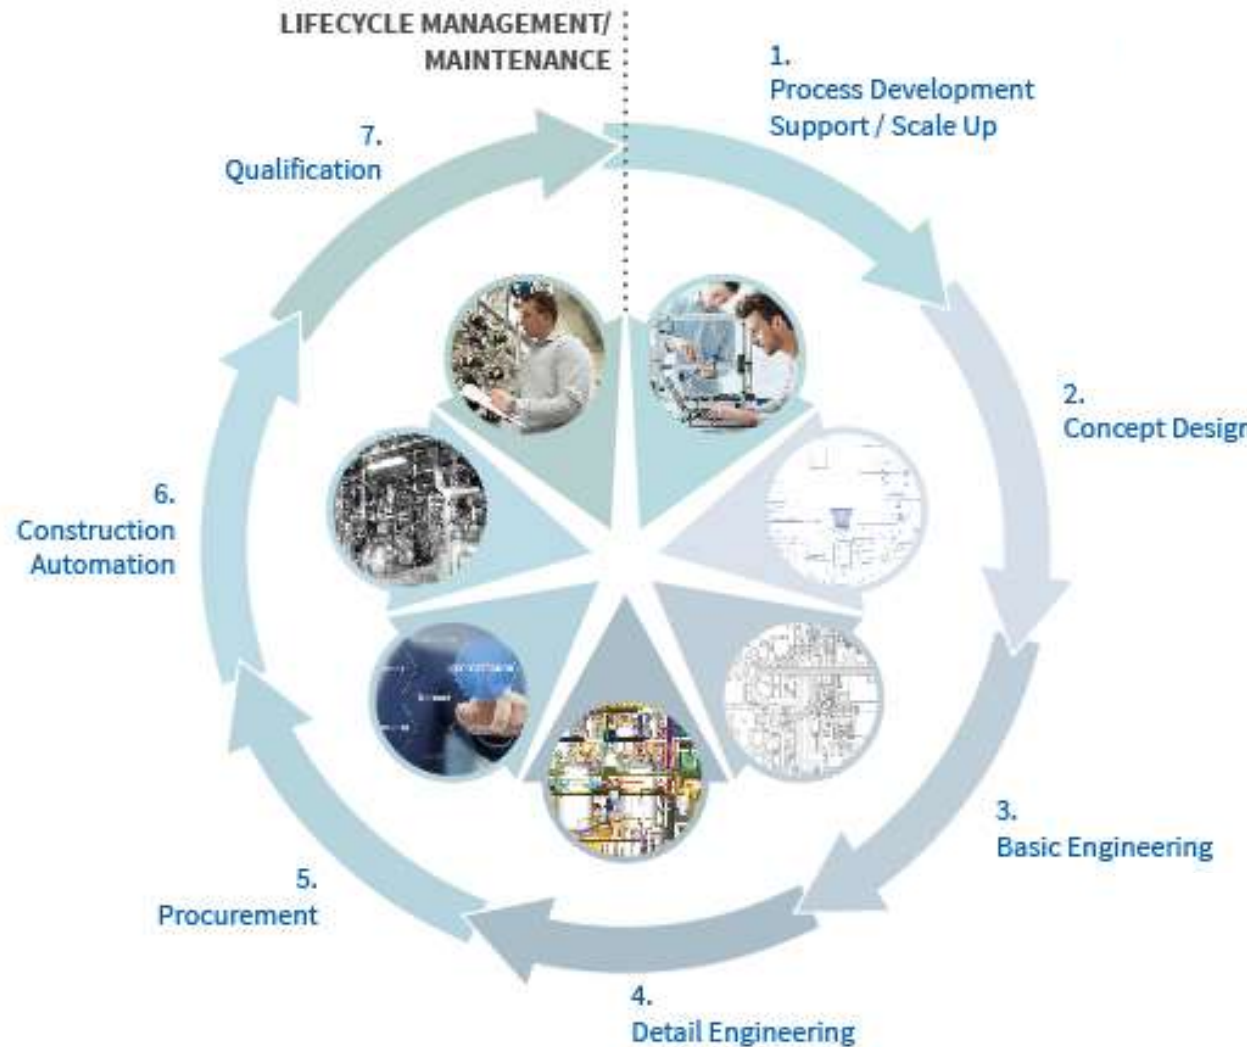 LIFECYCLE MANAGEMENT/
MAINTENANCE
1.
Process Development
Support / Scale Up
2.
Concept Design
3.
Basic Engineering
4.
Detail Engineering
5.
Procurement
6.
Construction
Automation
7.
Qualification